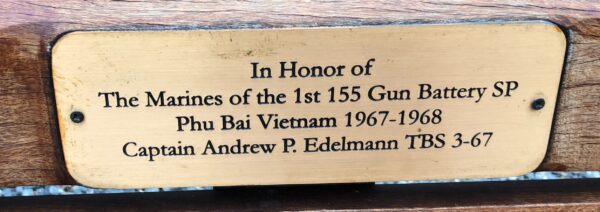 In Honor of
The Marines of the 1st 155 Gun Battery SP
Phu Bai Vietnam 1967-1968
Captain Andrew P. Edelmann TBS 3-67